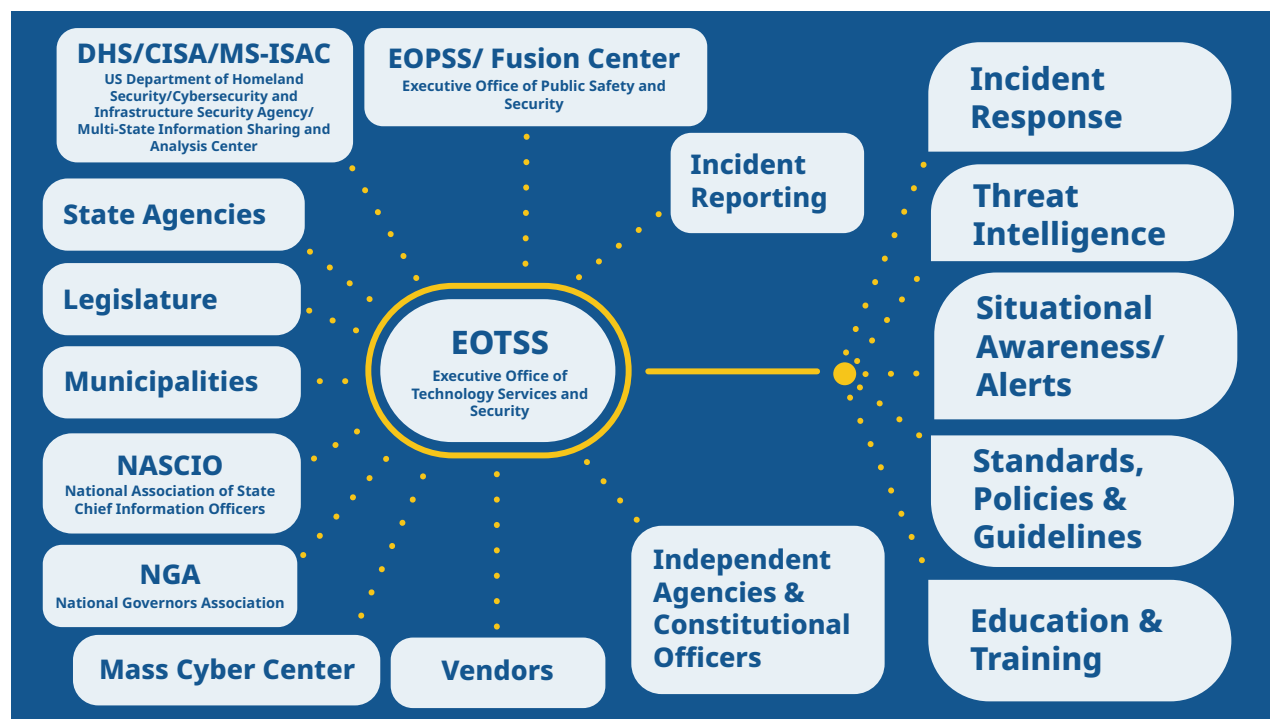 DHS/CISA/MS-ISAC
US Department of Homeland
Security/Cybersecurity and
Infrastructure Security Agency/
Multi-State Information Sharing and
Analysis Center
EOPSS/ Fusion Center
Executive Office of Public Safety and
Security
Incident
Reporting
State Agencies
Legislature
Municipalities
NASCIO
National Association of State
Chief Information Officers
NGA
National Governors Association
Mass Cyber Center
Vendors
Independent
Agencies &
Constitutional
Officers
EOTSS
Executive Office of
Technology Services and
Security
Incident
Response
Threat
Intelligence
Situational
Awareness/
Alerts
Standards,
Policies &
Guidelines
Education &
Training